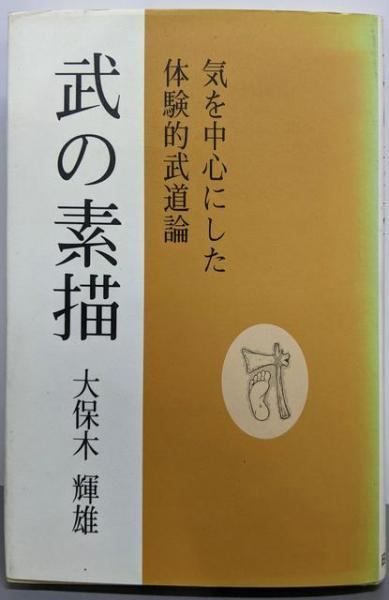 気を中心にした
体験的武道論
武の素描
大保木 輝雄